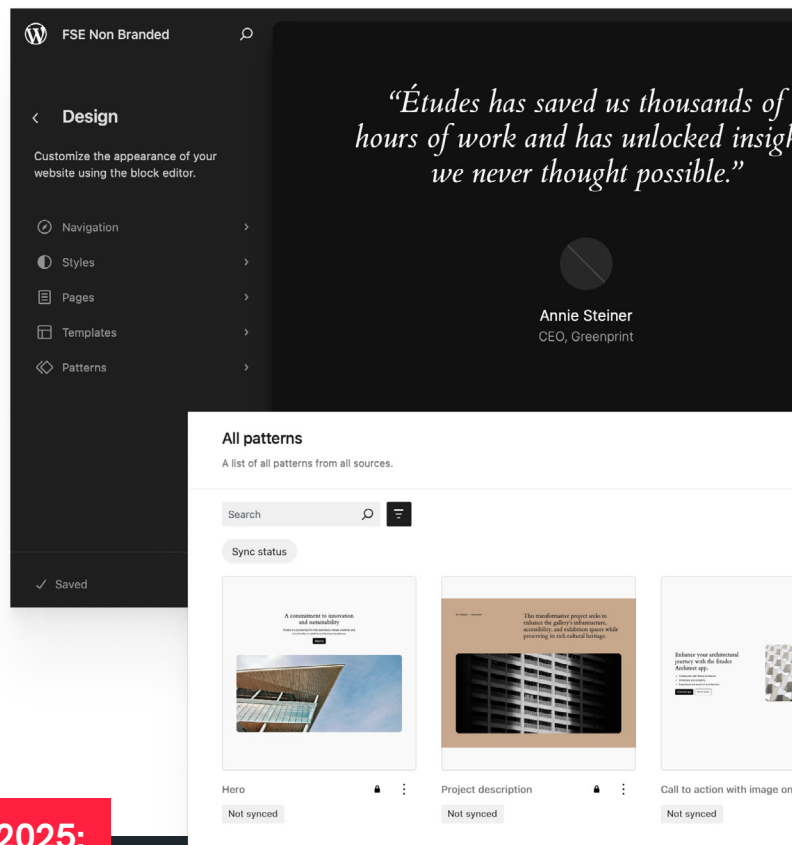 FSE Non Branded
Design
Customize the appearance of your
website using the block editor.
Navigation
Styles
Pages
Templates
Patterns
Saved
“Études has saved us thousands of
hours of work and has unlocked
we never thought possible.”
Annie Steiner
CEO, Greenprint
All patterns
A list of all patterns from all sources.
Search
Sync status
A commitment to innovation
and sustainability
Hero
Not synced
This transformative project seeks to
enhance the gallery's infrastructure,
accessibility, and exhibition spaces while
preserving its rich cultural heritage.
Project description
Not synced
Enhance your architectural
journey with the Études
Architect app.
Call to action with image on
Not synced
2025: